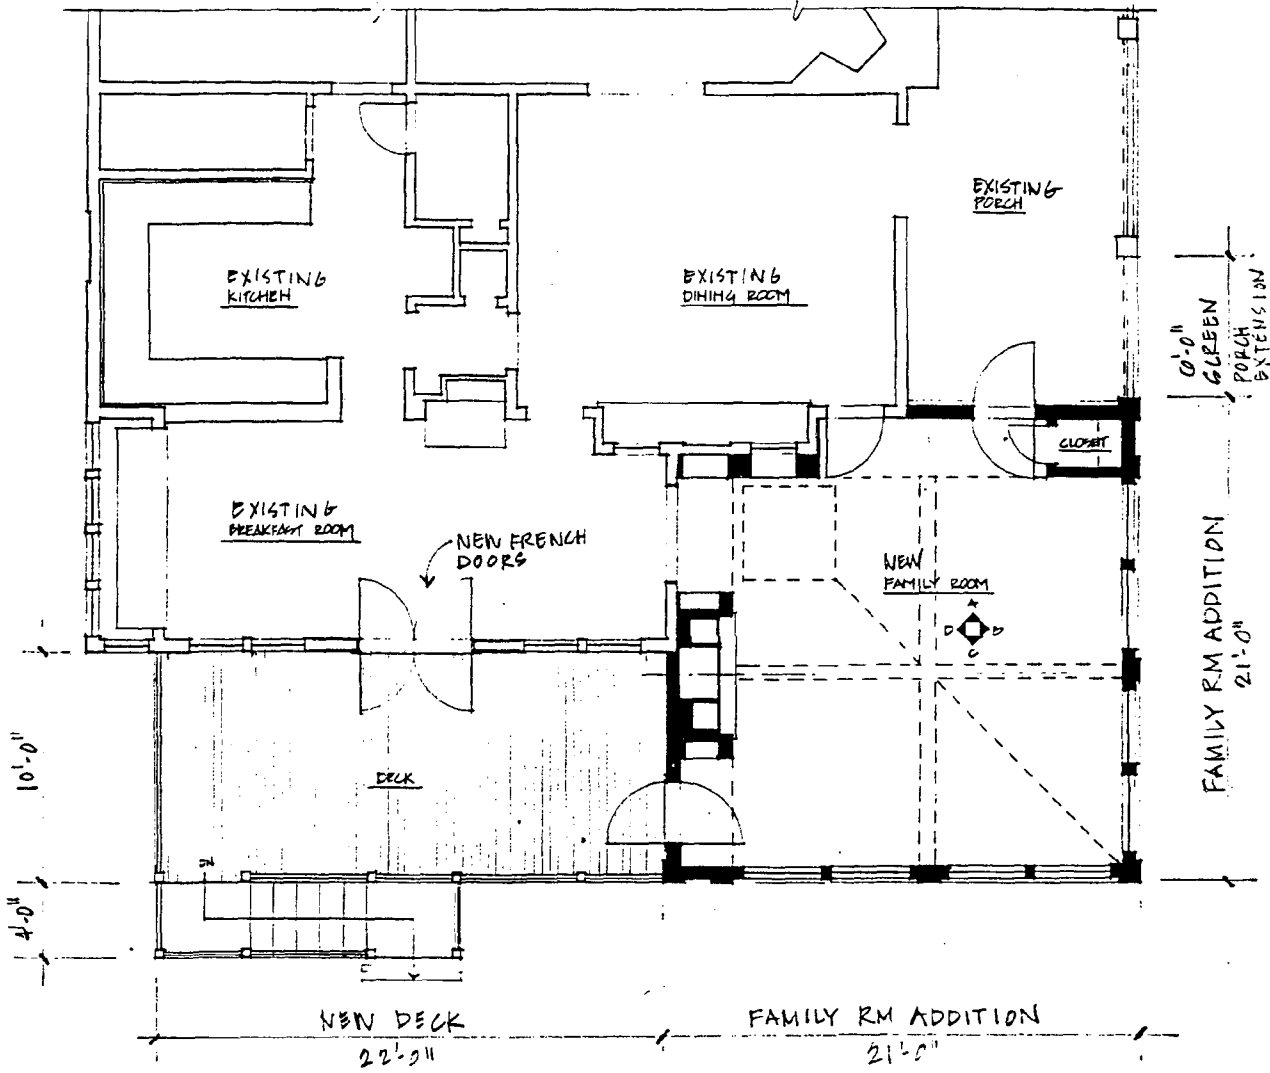 EXISTING
PORCH
EXISTING
KITCHEN
EXISTING
DINING ROOM
6'-0"
SCREEN
PORCH
EXTENSION
CLOSET
EXISTING
BREAKFAST ROOM
NEW FRENCH
DOORS
NEW
FAMILY ROOM
A
D B
C
FAMILY RM ADDITION
21'-0"
10'-0"
DECK
DN
4'-0"
NEW DECK
22'-0"
FAMILY RM ADDITION
21'-0"